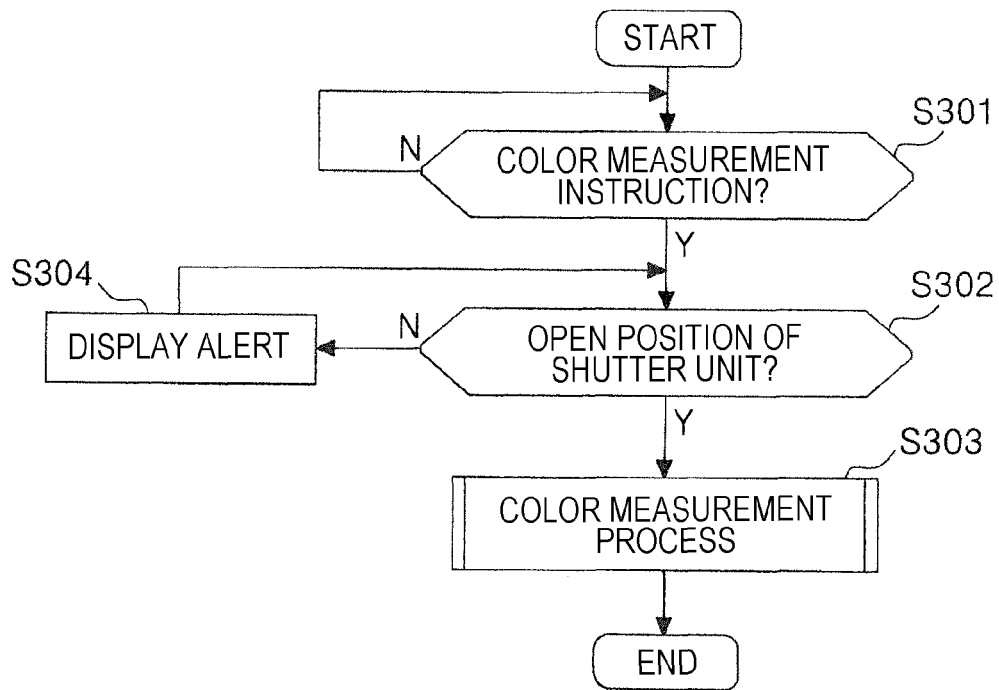 START
S301
N
COLOR MEASUREMENT
INSTRUCTION?
Y
S304
S302
DISPLAY ALERT
N
OPEN POSITION OF
SHUTTER UNIT?
Y
S303
COLOR MEASUREMENT
PROCESS
END